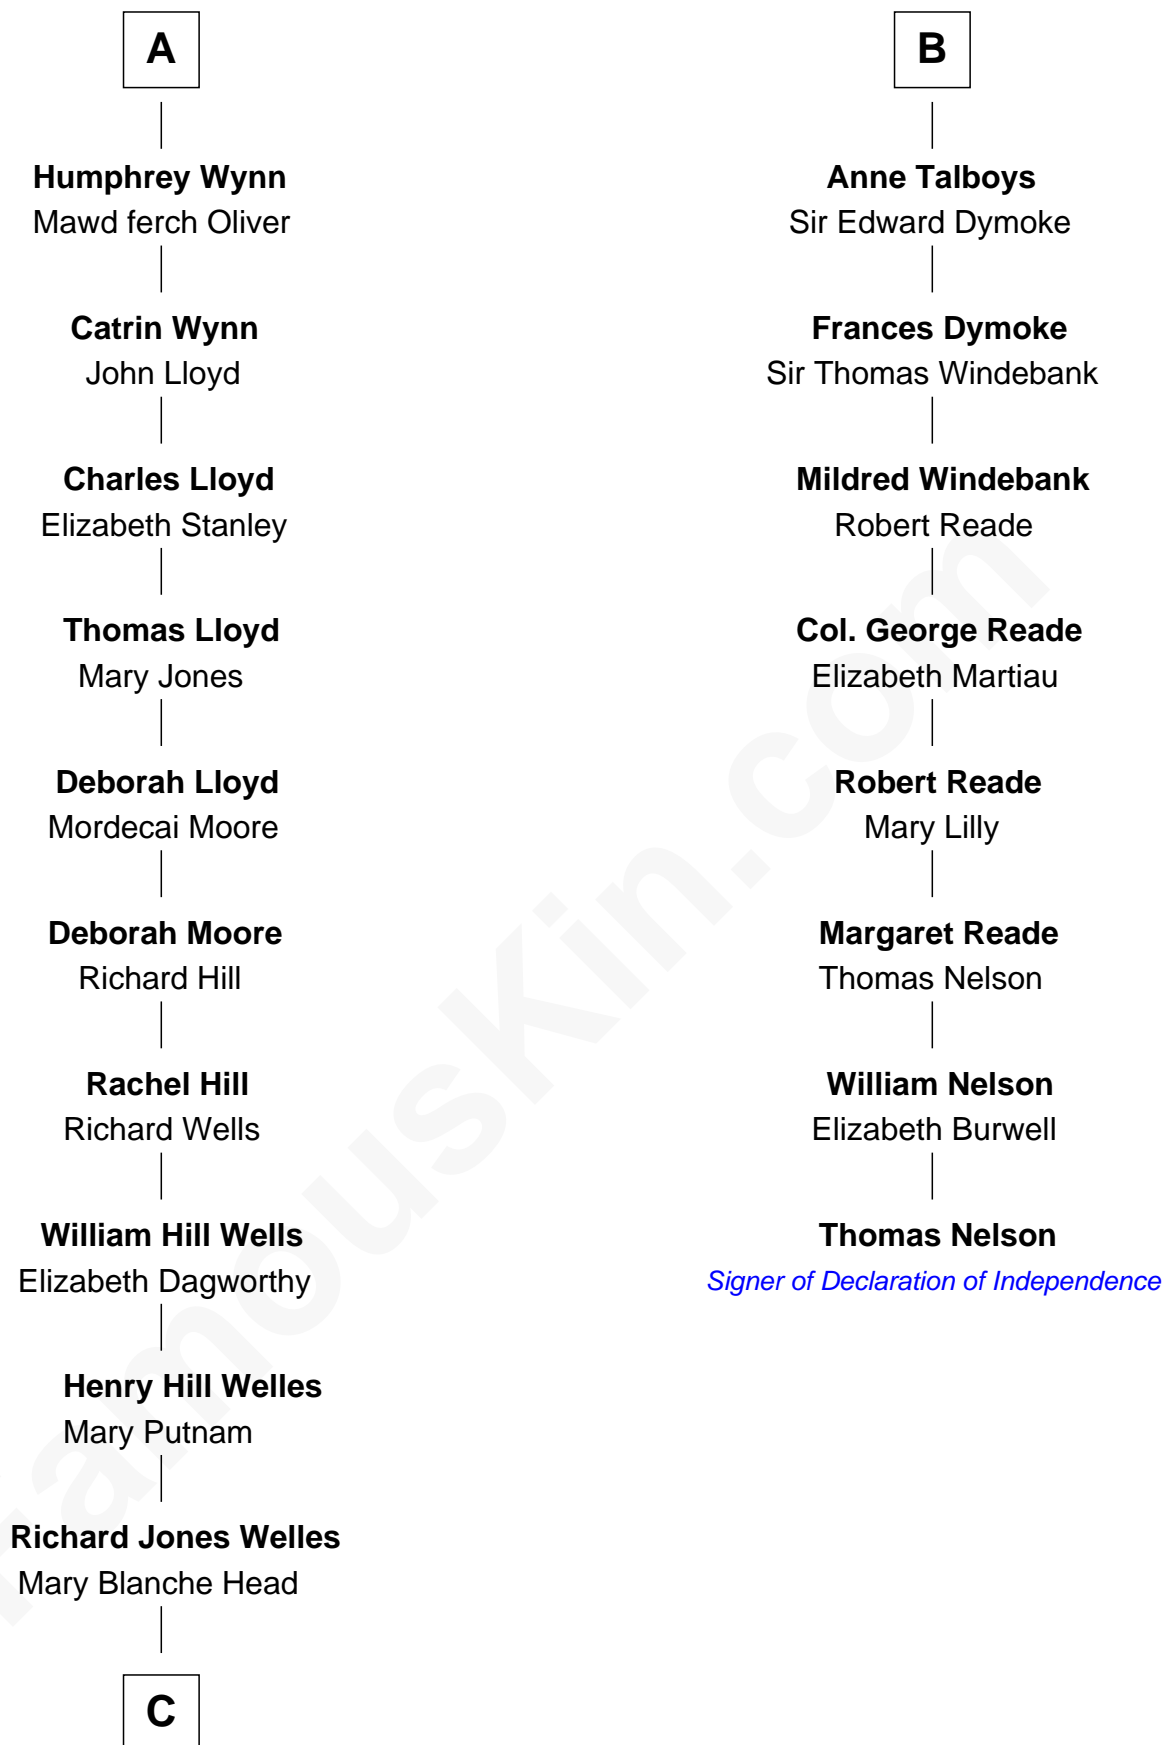 A
Humphrey Wynn
Mawd ferch Oliver
Catrin Wynn
John Lloyd
Charles Lloyd
Elizabeth Stanley
Thomas Lloyd
Mary Jones
Deborah Lloyd
Mordecai Moore
Deborah Moore
Richard Hill
Rachel Hill
Richard Wells
William Hill Wells
Elizabeth Dagworthy
Henry Hill Welles
Mary Putnam
Richard Jones Welles
Mary Blanche Head
C
B
Anne Talboys
Sir Edward Dymoke
Frances Dymoke
Sir Thomas Windebank
Mildred Windebank
Robert Reade
Col. George Reade
Elizabeth Martiau
Robert Reade
Mary Lilly
Margaret Reade
Thomas Nelson
William Nelson
Elizabeth Burwell
Thomas Nelson
Signer of Declaration of Independence
FamousKin.com